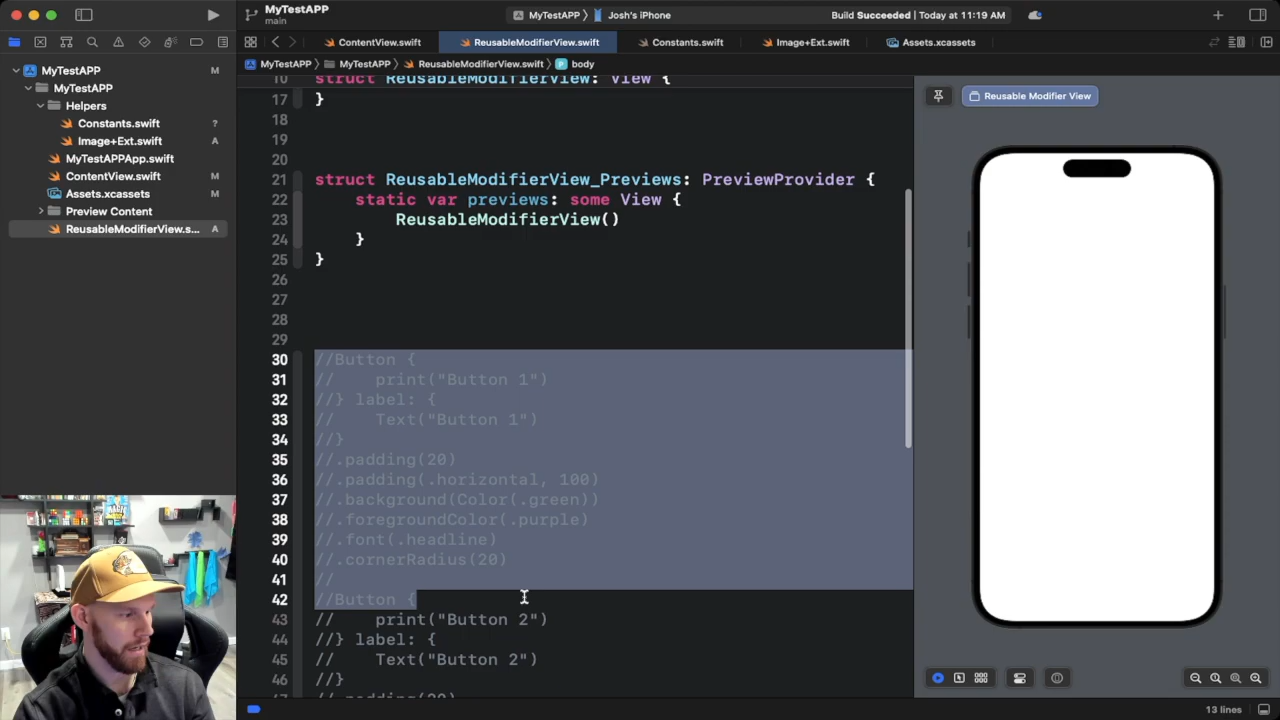 MyTestAPP
main
MyTestAPP
Josh's iPhone
Build Succeeded | Today at 11:19 AM
ContentView.swift
ReusableModifierView.swift
Constants.swift
Image+Ext.swift
Assets.xcassets
MyTestAPP
MyTestAPP
ReusableModifierView.swift
body
MyTestAPP M
MyTestAPP
Helpers
Constants.swift ?
Image+Ext.swift A
MyTestAPPApp.swift
ContentView.swift M
Assets.xcassets M
Preview Content
ReusableModifierView.s... A
10 struct ReusableModifierView: View {
17 }
18
19
20
21 struct ReusableModifierView_Previews: PreviewProvider {
22 static var previews: some View {
23 ReusableModifierView()
24 }
25 }
26
27
28
29
30 //Button {
31 // print("Button 1")
32 //} label: {
33 // Text("Button 1")
34 //}
35 //.padding(20)
36 //.padding(.horizontal, 100)
37 //.background(Color(.green))
38 //.foregroundColor(.purple)
39 //.font(.headline)
40 //.cornerRadius(20)
41 //
42 //Button {
43 // print("Button 2")
44 //} label: {
45 // Text("Button 2")
46 //}
47 //.padding(20)
Reusable Modifier View
13 lines